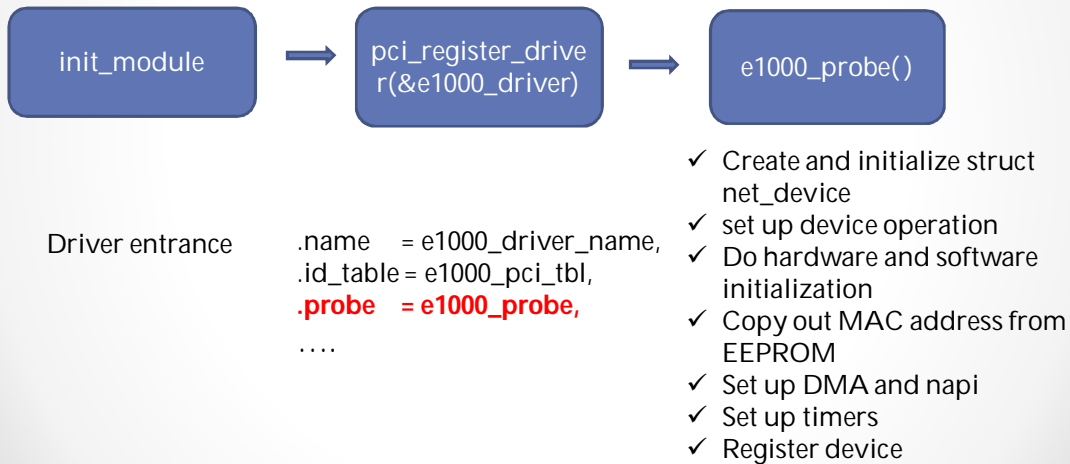 init_module
pci_register_drive
r(&e1000_driver)
e1000_probe()
Driver entrance
.name = e1000_driver_name,
.id_table= e1000_pci_tbl,
.probe = e1000_probe,
....
✓ Create and initialize struct
net_device
✓ set up device operation
✓ Do hardware and software
initialization
✓ Copy out MAC address from
EEPROM
✓ Set up DMA and napi
✓ Set up timers
✓ Register device